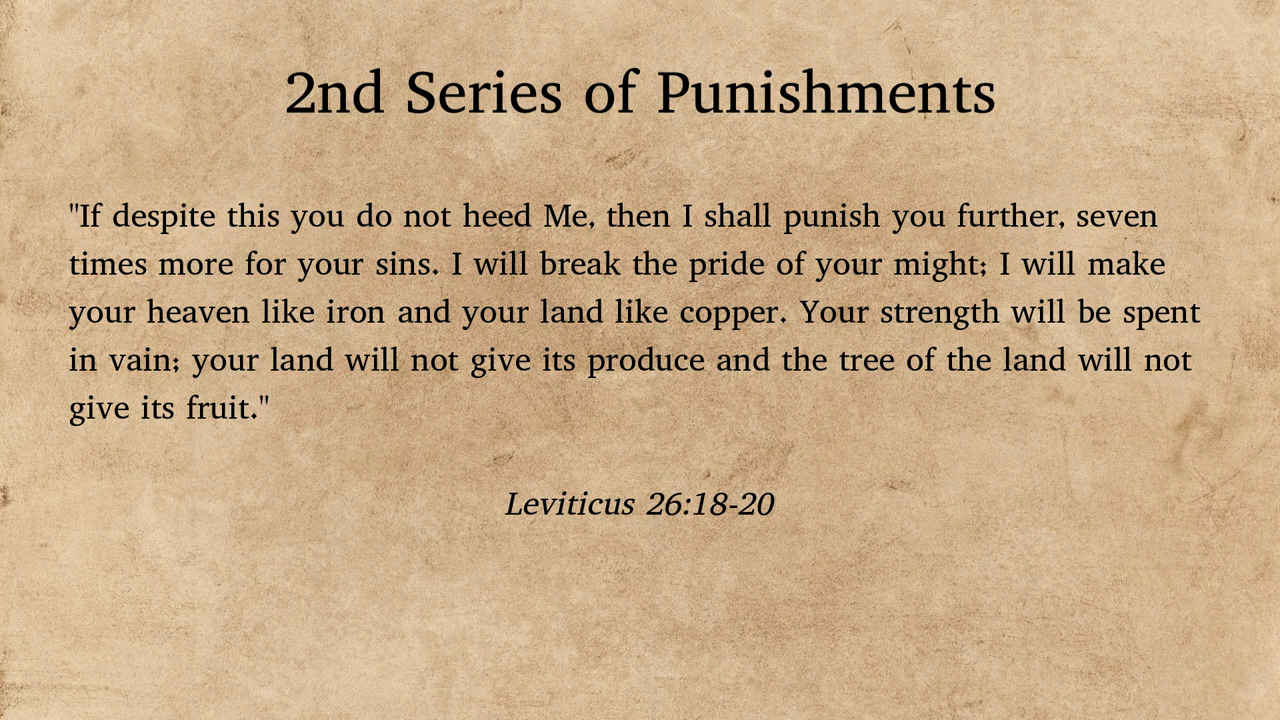 2nd Series of Punishments
"If despite this you do not heed Me, then I shall punish you further, seven
times more for your sins. I will break the pride of your might; I will make
your heaven like iron and your land like copper. Your strength will be spent
in vain; your land will not give its produce and the tree of the land will not
give its fruit."
Leviticus 26:18-20